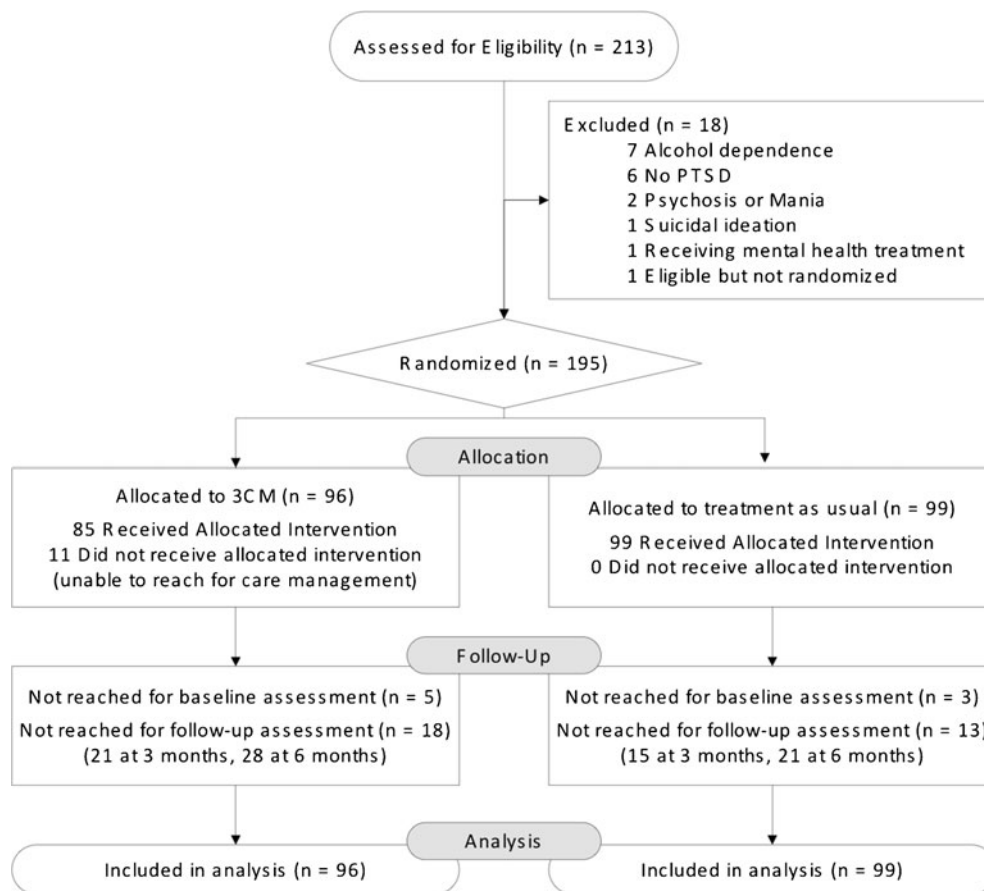 Assessed for Eligibility (n = 213)
Excluded (n = 18)
7 Alcohol dependence
6 No PTSD
2 Psychosis or Mania
1 Suicidal ideation
1 Receiving mental health treatment
1 Eligible but not randomized
Randomized (n = 195)
Allocation
Allocated to 3CM (n = 96)
85 Received Allocated Intervention
11 Did not receive allocated intervention
(unable to reach for care management)
Allocated to treatment as usual (n = 99)
99 Received Allocated Intervention
0 Did not receive allocated intervention
Follow-Up
Not reached for baseline assessment (n = 5)
Not reached for follow-up assessment (n = 18)
(21 at 3 months, 28 at 6 months)
Not reached for baseline assessment (n = 3)
Not reached for follow-up assessment (n = 13)
(15 at 3 months, 21 at 6 months)
Analysis
Included in analysis (n = 96)
Included in analysis (n = 99)